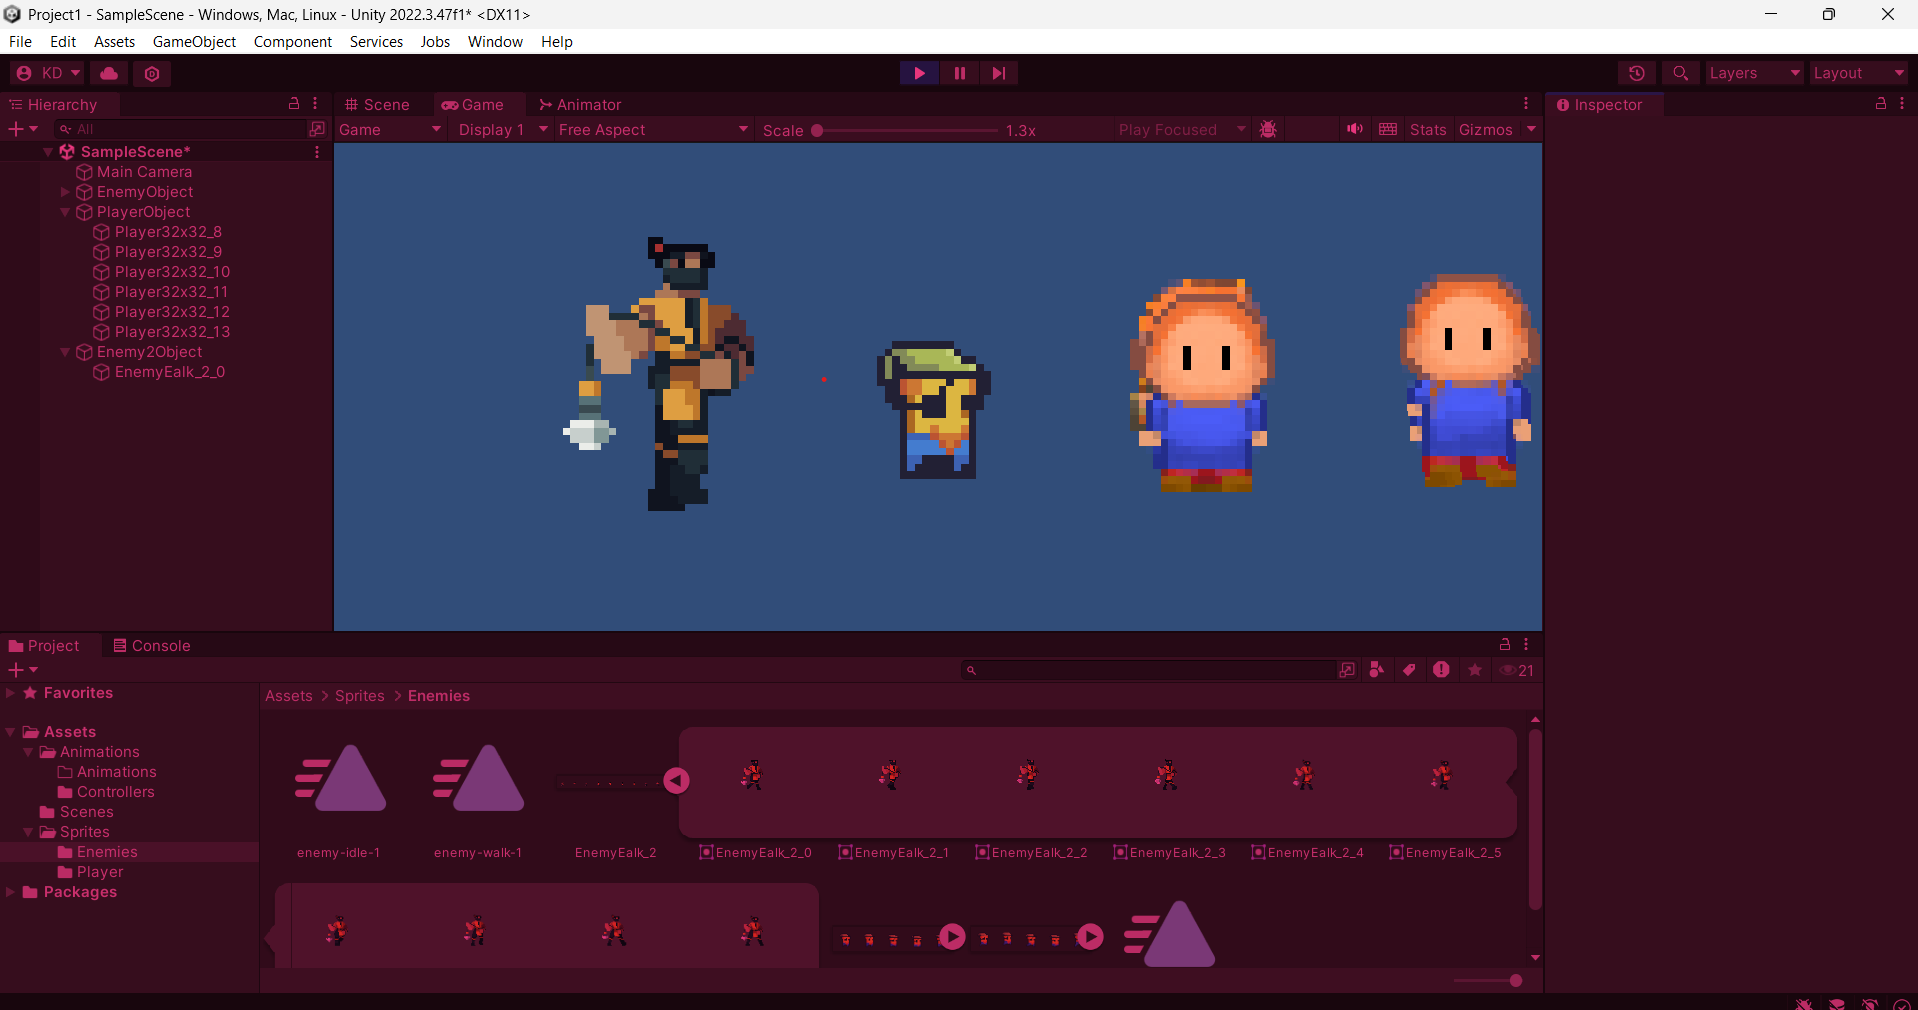 Project1 - SampleScene - Windows, Mac, Linux - Unity 2022.3.47f1* <DX11>
File Edit Assets GameObject Component Services Jobs Window Help
KD Layers Layout
Hierarchy
All
SampleScene*
Main Camera
EnemyObject
PlayerObject
Player32x32_8
Player32x32_9
Player32x32_10
Player32x32_11
Player32x32_12
Player32x32_13
Enemy2Object
EnemyEalk_2_0
Scene Game Animator
Game Display 1 Free Aspect Scale 1.3x Play Focused Stats Gizmos
Inspector
Project Console
21
Favorites
Assets
Animations
Animations
Controllers
Scenes
Sprites
Enemies
Player
Packages
Assets > Sprites > Enemies
enemy-idle-1 enemy-walk-1 EnemyEalk_2 EnemyEalk_2_0 EnemyEalk_2_1 EnemyEalk_2_2 EnemyEalk_2_3 EnemyEalk_2_4 EnemyEalk_2_5